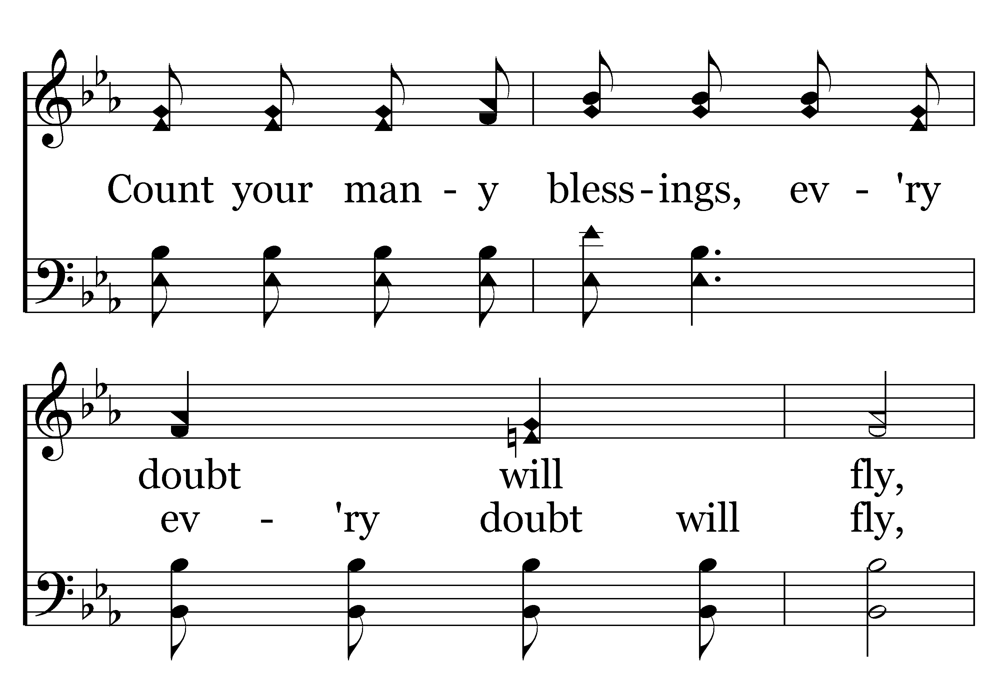 Count your man - y bless - ings, ev - 'ry
doubt will fly,
ev - 'ry doubt will fly,